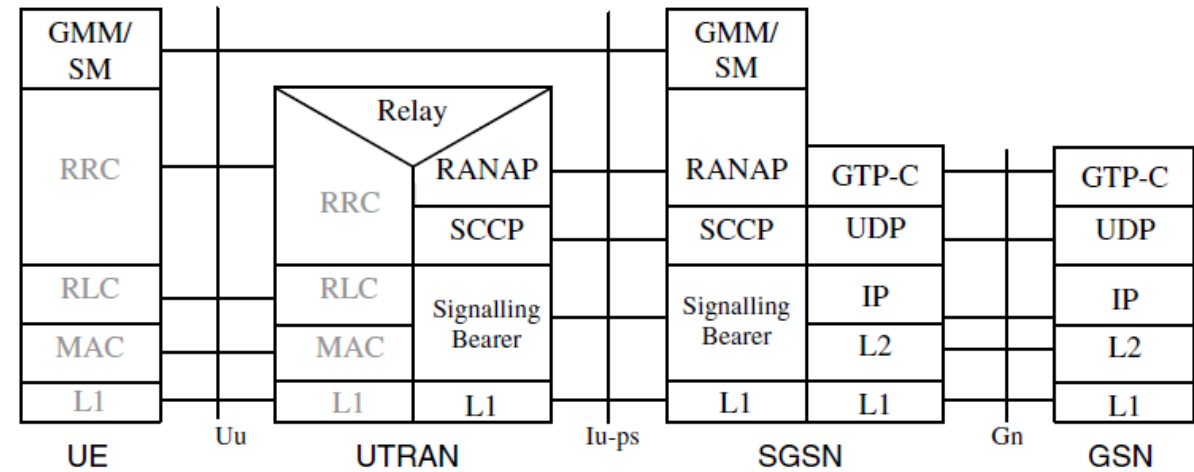 GMM/
SM
GMM/
SM
Relay
RRC
RANAP
RANAP
GTP-C
GTP-C
RRC
SCCP
SCCP
UDP
UDP
RLC
RLC
Signalling
Bearer
Signalling
Bearer
IP
IP
MAC
MAC
L2
L2
L1
L1
L1
L1
L1
L1
Uu
Iu-ps
Gn
UE
UTRAN
SGSN
GSN